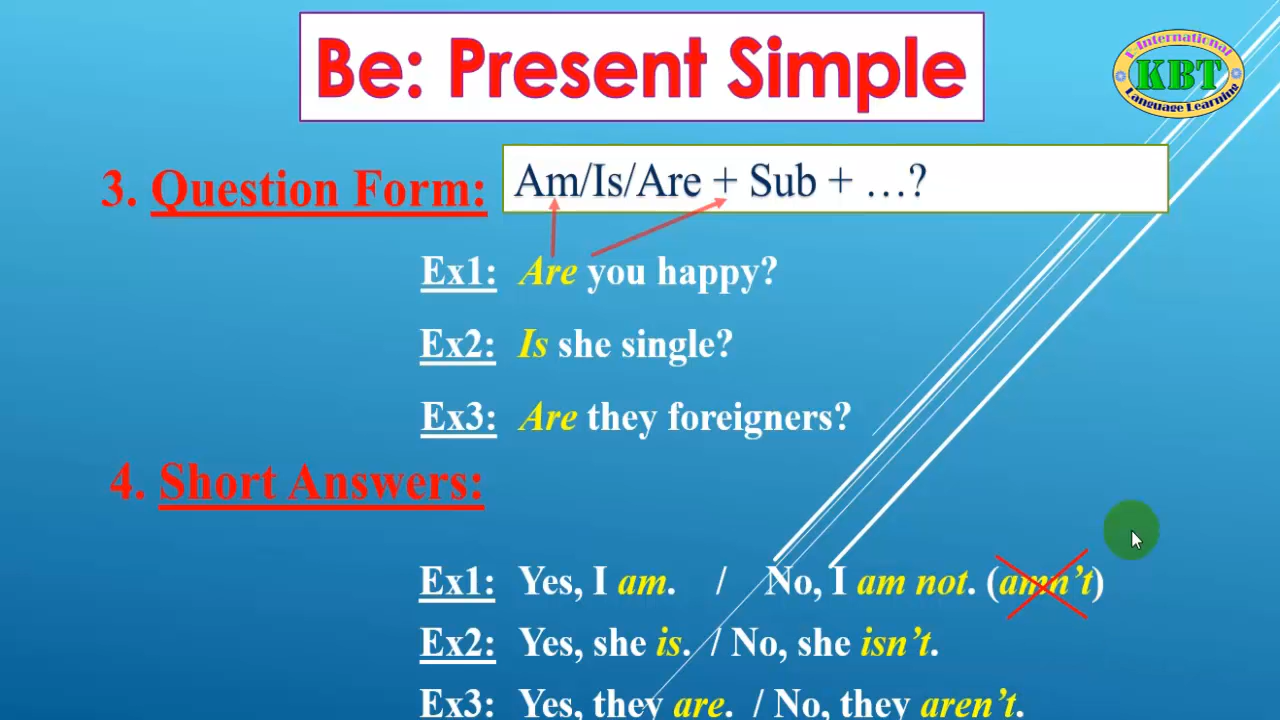 Be: Present Simple
K-International
KBT
Language Learning
3. Question Form:
Am/Is/Are + Sub + …?
Ex1: Are you happy?
Ex2: Is she single?
Ex3: Are they foreigners?
4. Short Answers:
Ex1: Yes, I am. / No, I am not. (amn’t)
Ex2: Yes, she is. / No, she isn’t.
Ex3: Yes, they are. / No, they aren’t.